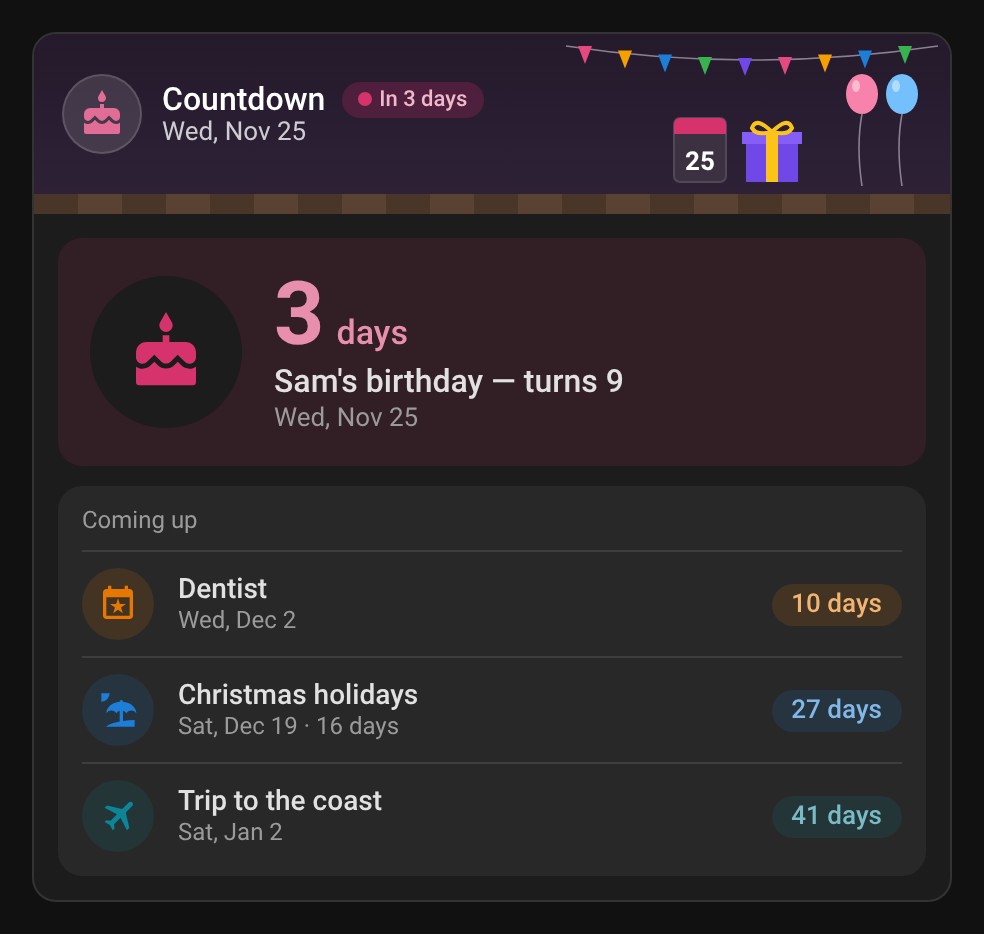 Countdown
In 3 days
Wed, Nov 25
25
3 days
Sam's birthday — turns 9
Wed, Nov 25
Coming up
Dentist
Wed, Dec 2
10 days
Christmas holidays
Sat, Dec 19 · 16 days
27 days
Trip to the coast
Sat, Jan 2
41 days